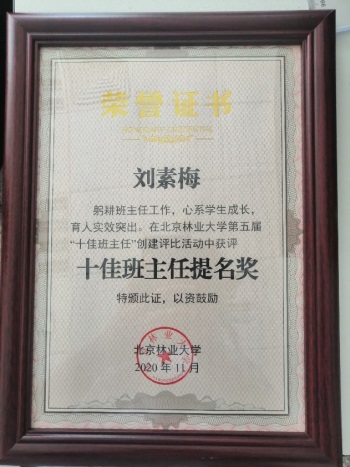 荣誉证书
刘素梅
躬耕班主任工作，心系学生成长，
育人实效突出。在北京林业大学第五届
“十佳班主任”创建评比活动中获评
十佳班主任提名奖
特颁此证，以资鼓励
北京林业大学
2020年11月